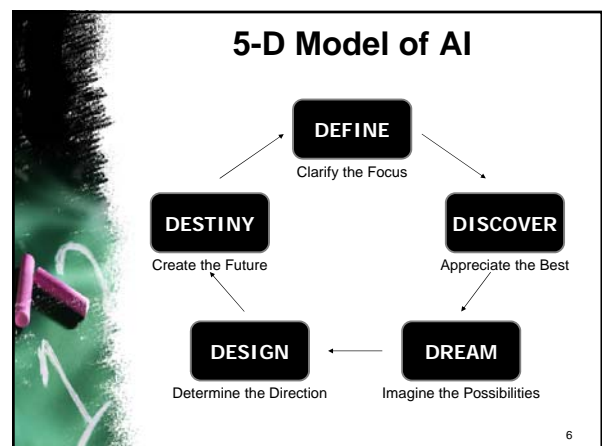 5-D Model of AI
DEFINE
Clarify the Focus
DISCOVER
Appreciate the Best
DREAM
Imagine the Possibilities
DESIGN
Determine the Direction
DESTINY
Create the Future
6